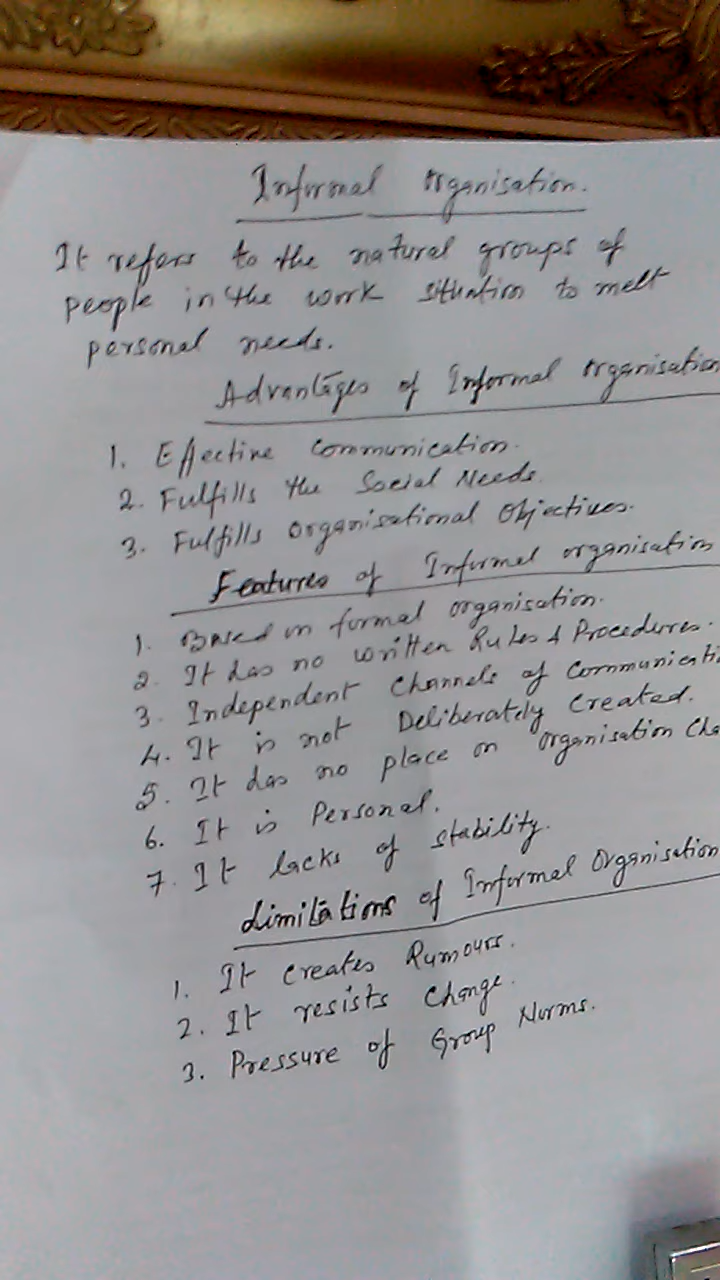 Informal organisation.
It refers to the natural groups of
people in the work situation to melt
personal needs.
Advantages of Informal organisation
1. Effective Communication.
2. Fulfills the Social Needs.
3. Fulfills organisational Objectives.
Features of Informal organisation
1. Based on formal organisation.
2. It has no written Rules & Procedures.
3. Independent Channels of Communicati
4. It is not Deliberately Created.
5. It has no place on organisation Cha
6. It is Personal.
7. It lacks of stability.
Limitations of Informal Organisation
1. It Creates Rumours.
2. It resists Change.
3. Pressure of Group Norms.